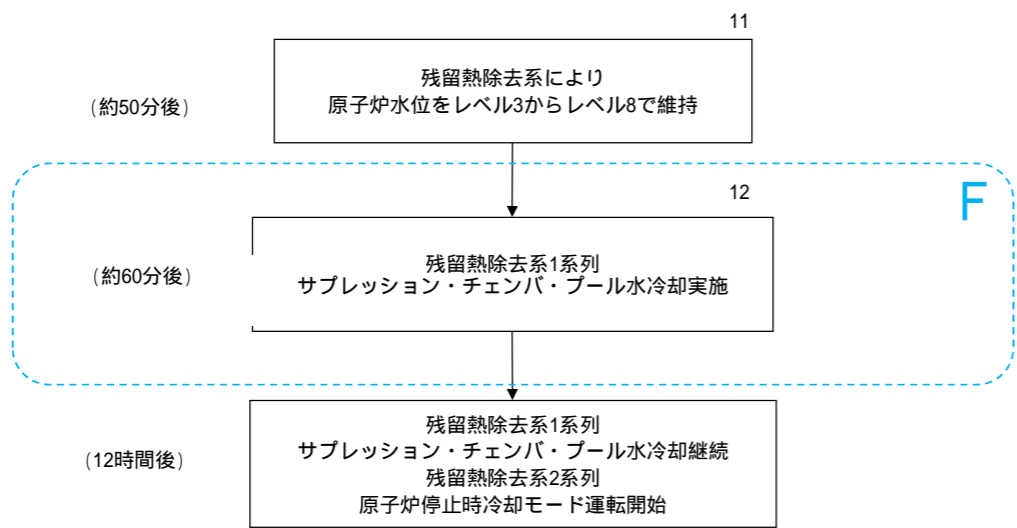 11
残留熱除去系により
(約50分後)
原子炉水位をレベル3からレベル8で維持
12
F
残留熱除去系1系列
(約60分後)
サプレッション・チェンバ・プール水冷却実施
残留熱除去系1系列
サプレッション・チェンバ・プール水冷却継続
(12時間後)
残留熱除去系2系列
原子炉停止時冷却モード運転開始